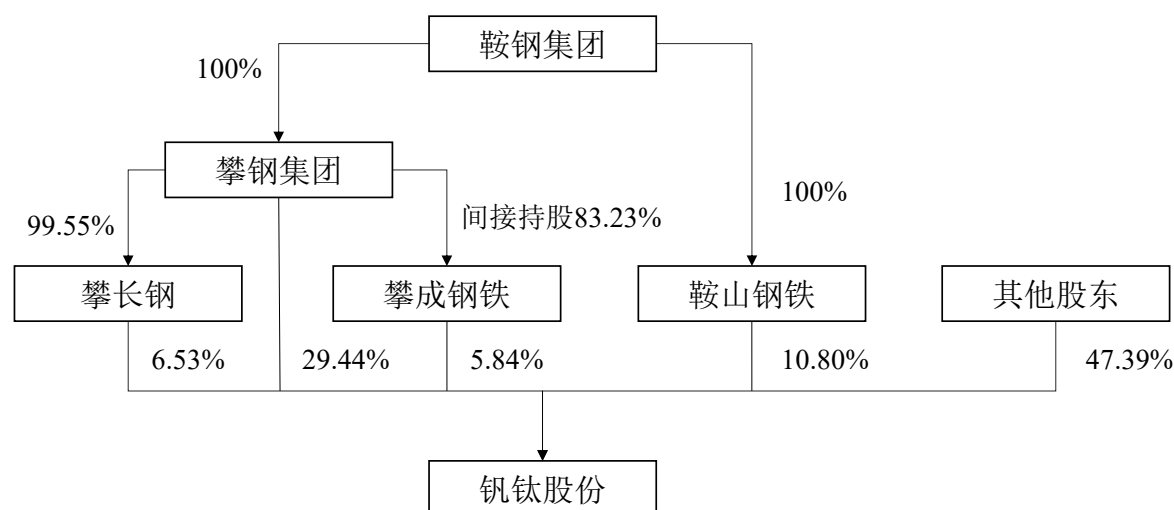 鞍钢集团
100%
攀钢集团
100%
99.55%
间接持股83.23%
攀长钢
攀成钢铁
鞍山钢铁
其他股东
6.53%
29.44%
5.84%
10.80%
47.39%
钒钛股份